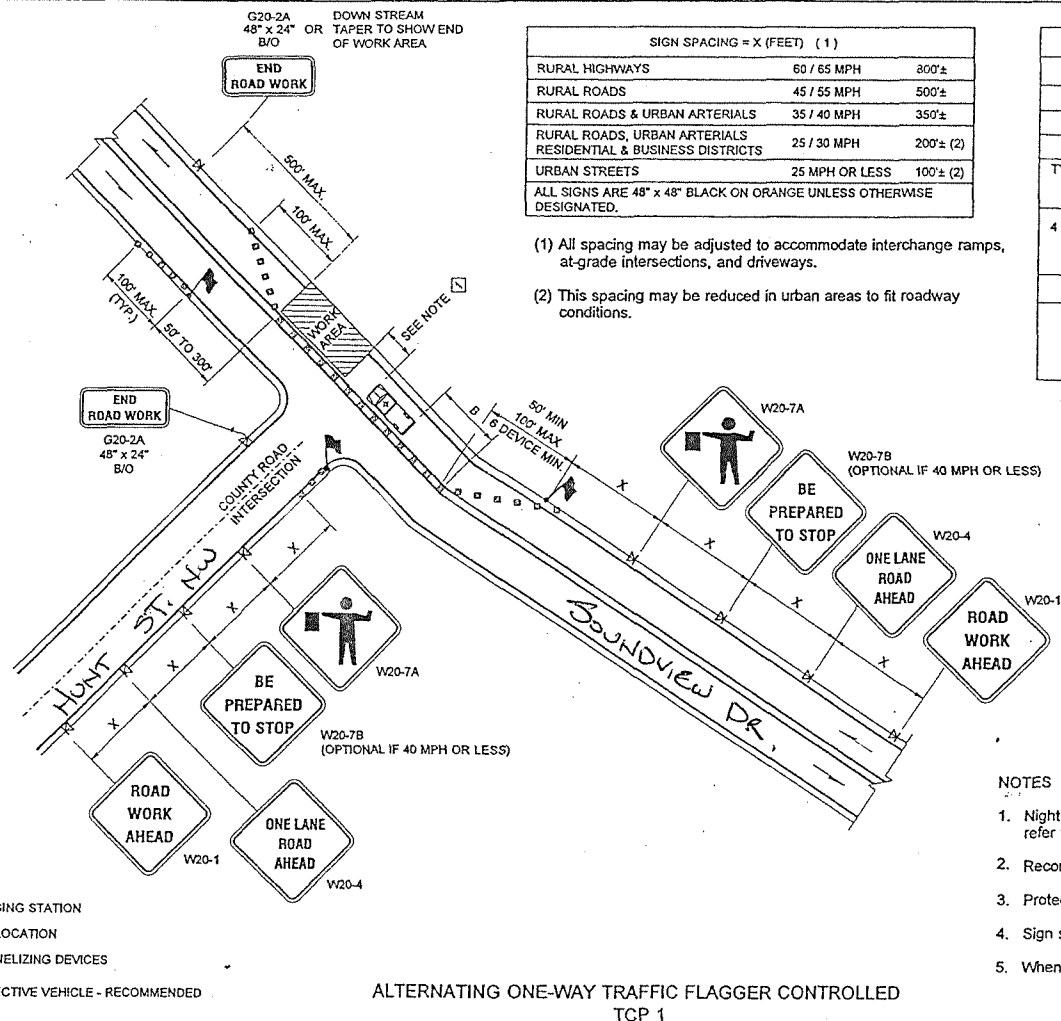 G20-2A
48" x 24"
B/O
OR
DOWN STREAM
TAPER TO SHOW END
OF WORK AREA
END
ROAD WORK
SIGN SPACING = X (FEET) (1)
RURAL HIGHWAYS 60 / 65 MPH 800'±
RURAL ROADS 45 / 55 MPH 500'±
RURAL ROADS & URBAN ARTERIALS 35 / 40 MPH 350'±
RURAL ROADS, URBAN ARTERIALS
RESIDENTIAL & BUSINESS DISTRICTS 25 / 30 MPH 200'± (2)
URBAN STREETS 25 MPH OR LESS 100'± (2)
ALL SIGNS ARE 48" x 48" BLACK ON ORANGE UNLESS OTHERWISE
DESIGNATED.
(1) All spacing may be adjusted to accommodate interchange ramps,
at-grade intersections, and driveways.
(2) This spacing may be reduced in urban areas to fit roadway
conditions.
4
500' MAX.
100' MAX.
100' MAX.
(TYP.)
50' TO 300'
WORK
AREA
SEE NOTE
END
ROAD WORK
G20-2A
48" x 24"
B/O
COUNTY ROAD
INTERSECTION
B
50' MIN
100' MAX
6 DEVICE MIN.
X
X
X
X
W20-7A
W20-7B
(OPTIONAL IF 40 MPH OR LESS)
BE
PREPARED
TO STOP
W20-4
ONE LANE
ROAD
AHEAD
W20-1
ROAD
WORK
AHEAD
HUNT ST. NW
SOUNDVIEW DR.
X
X
X
X
W20-7A
BE
PREPARED
TO STOP
W20-7B
(OPTIONAL IF 40 MPH OR LESS)
ROAD
WORK
AHEAD
W20-1
ONE LANE
ROAD
AHEAD
W20-4
NOTES
1. Night
refer
2. Recor
3. Prote
4. Sign s
5. When
SING STATION
LOCATION
NELIZING DEVICES
CTIVE VEHICLE - RECOMMENDED
ALTERNATING ONE-WAY TRAFFIC FLAGGER CONTROLLED
TCP 1